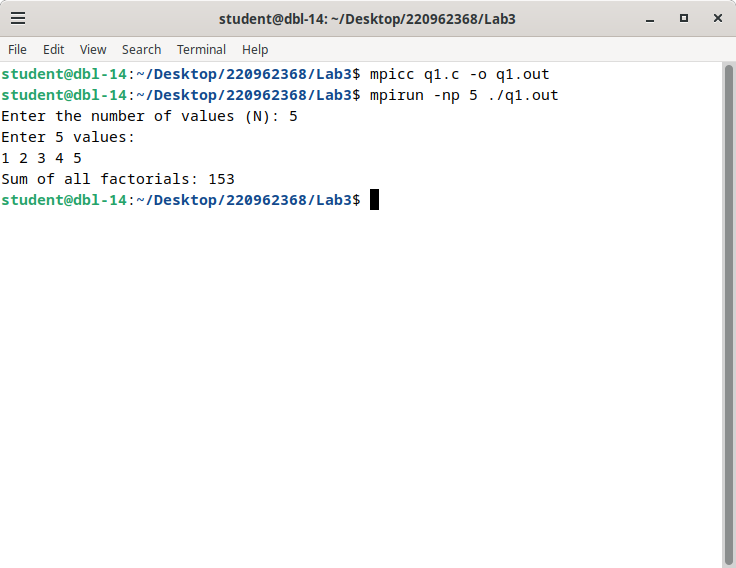 student@dbl-14: ~/Desktop/220962368/Lab3
File Edit View Search Terminal Help
student@dbl-14:~/Desktop/220962368/Lab3$ mpicc q1.c -o q1.out
student@dbl-14:~/Desktop/220962368/Lab3$ mpirun -np 5 ./q1.out
Enter the number of values (N): 5
Enter 5 values:
1 2 3 4 5
Sum of all factorials: 153
student@dbl-14:~/Desktop/220962368/Lab3$